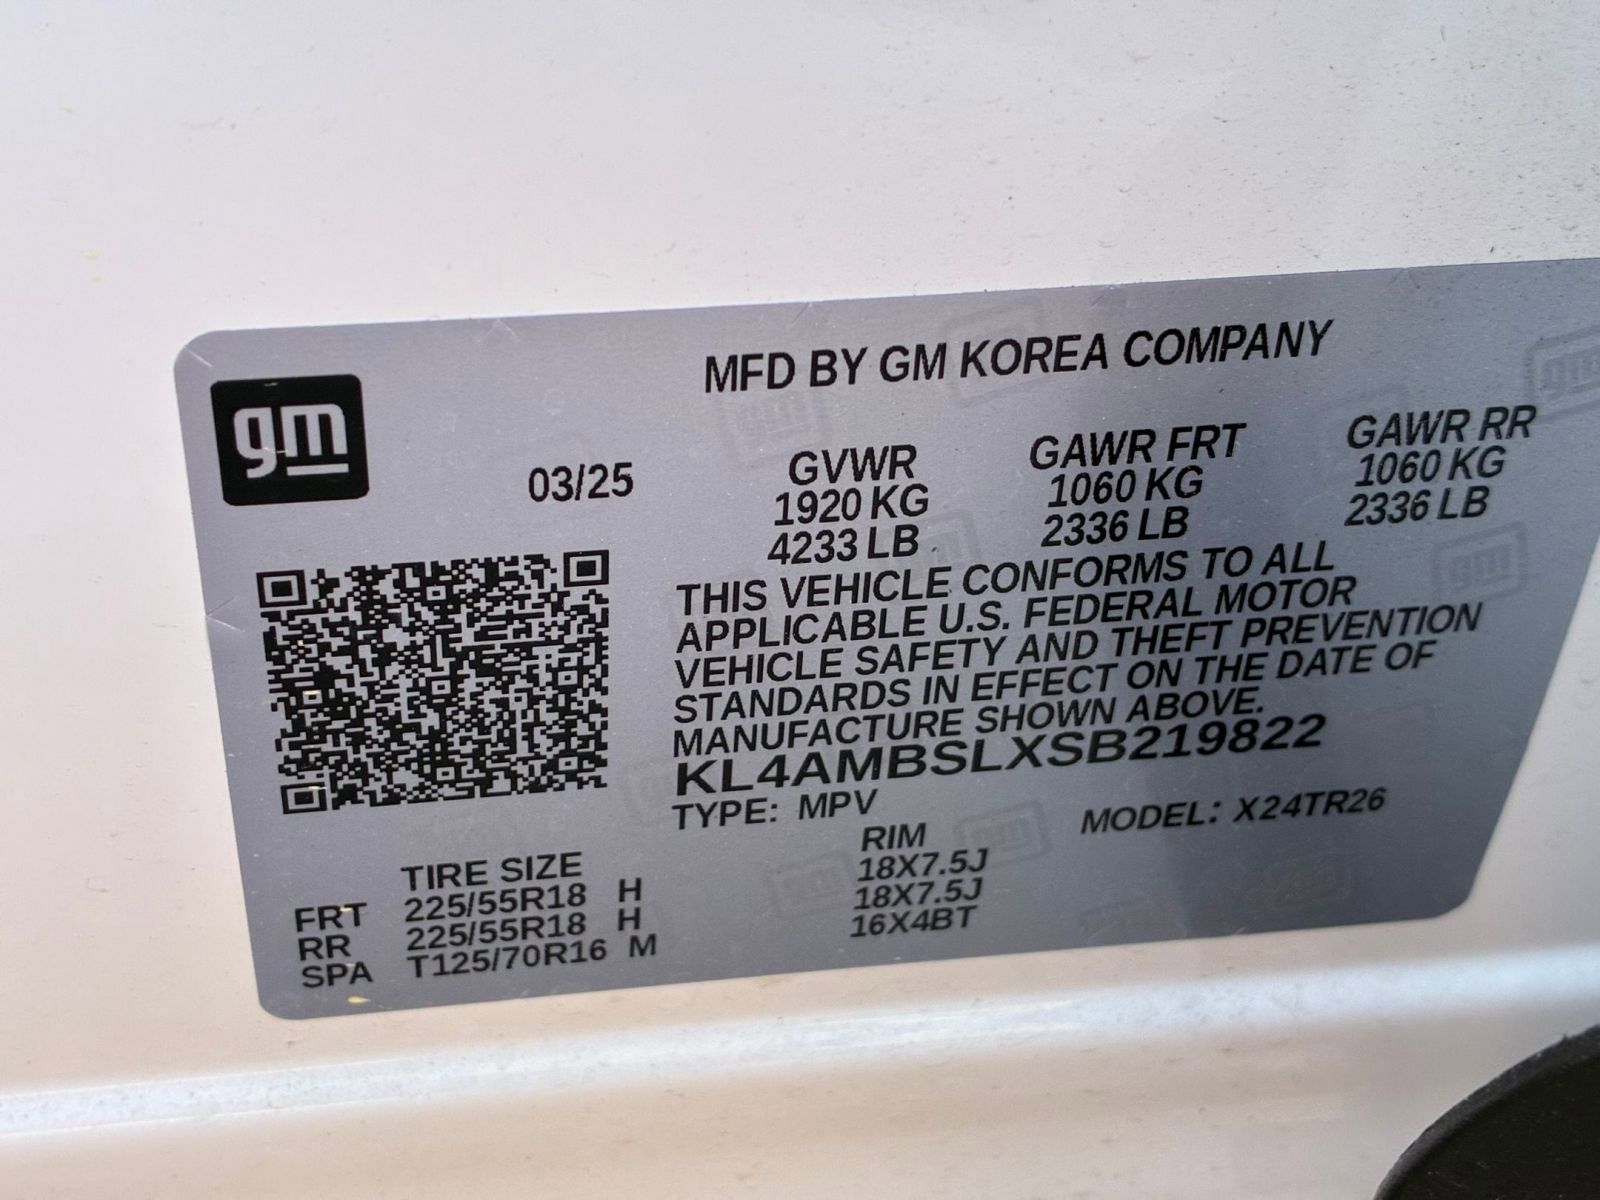 gm
MFD BY GM KOREA COMPANY
03/25
GVWR GAWR FRT GAWR RR
1920 KG 1060 KG 1060 KG
4233 LB 2336 LB 2336 LB
THIS VEHICLE CONFORMS TO ALL
APPLICABLE U.S. FEDERAL MOTOR
VEHICLE SAFETY AND THEFT PREVENTION
STANDARDS IN EFFECT ON THE DATE OF
MANUFACTURE SHOWN ABOVE.
KL4AMBSLXSB219822
TYPE: MPV MODEL: X24TR26
TIRE SIZE RIM
FRT 225/55R18 H 18X7.5J
RR 225/55R18 H 18X7.5J
SPA T125/70R16 M 16X4BT